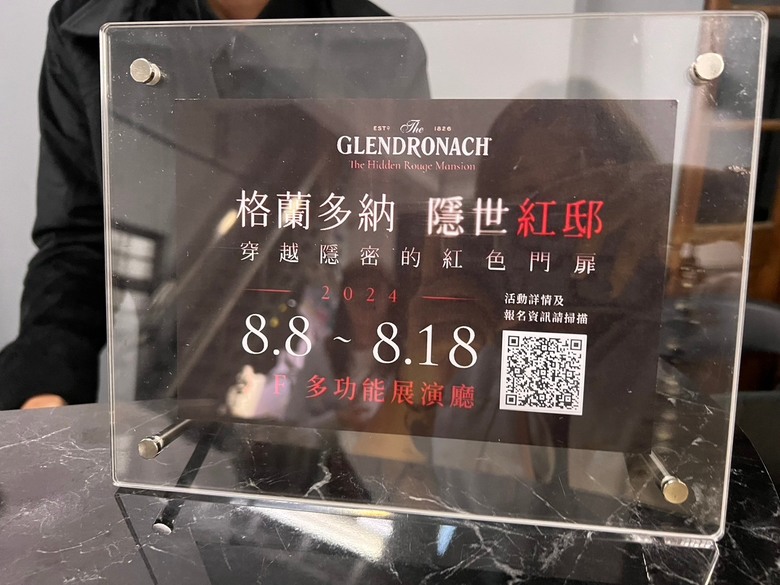 ESTD The 1826
GLENDRONACH
The Hidden Rouge Mansion
格蘭多納 隱世紅邸
穿越隱密的紅色門扉
2024
8.8 ~ 8.18
F 多功能展演廳
活動詳情及
報名資訊請掃描